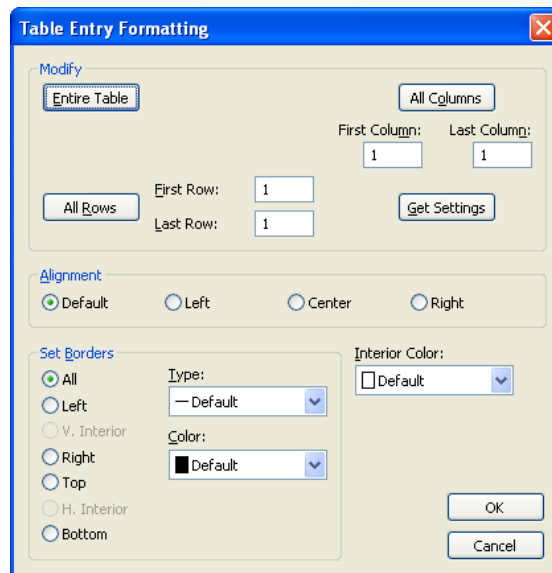 Table Entry Formatting
Modify
Entire Table
All Columns
First Column: Last Column:
1 1
First Row: 1
All Rows
Get Settings
Last Row: 1
Alignment
Default Left Center Right
Set Borders
Interior Color:
All
Type:
Default
Left
Default
V. Interior
Color:
Right
Default
Top
H. Interior
OK
Bottom
Cancel